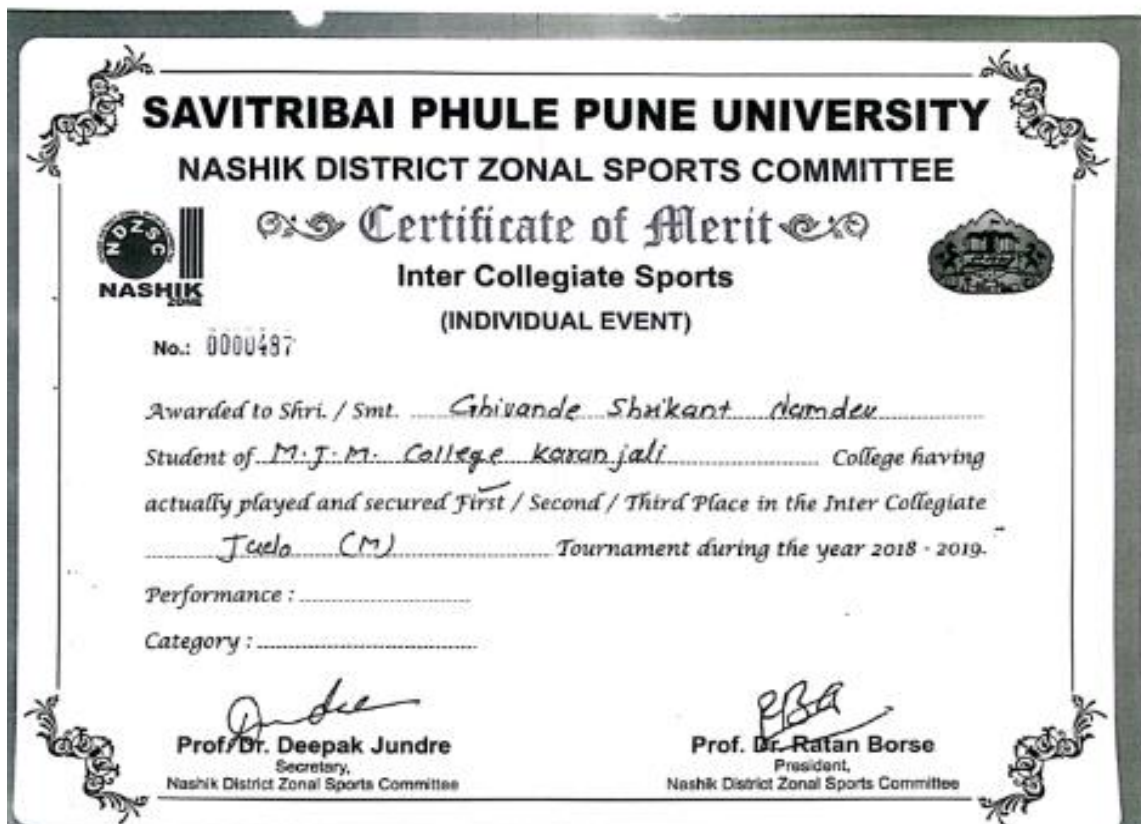 SAVITRIBAI PHULE PUNE UNIVERSITY
NASHIK DISTRICT ZONAL SPORTS COMMITTEE
Certificate of Merit
NDZSC
NASHIK
ZONE
Inter Collegiate Sports
(INDIVIDUAL EVENT)
No.: 0000487
Awarded to Shri. / Smt. Ghivande Shrikant Namdev
Student of M.J.M. College Karanjali College having
actually played and secured First / Second / Third Place in the Inter Collegiate
Judo (M) Tournament during the year 2018 - 2019.
Performance :
Category :
Prof. Dr. Deepak Jundre
Secretary,
Nashik District Zonal Sports Committee
Prof. Dr. Ratan Borse
President,
Nashik District Zonal Sports Committee